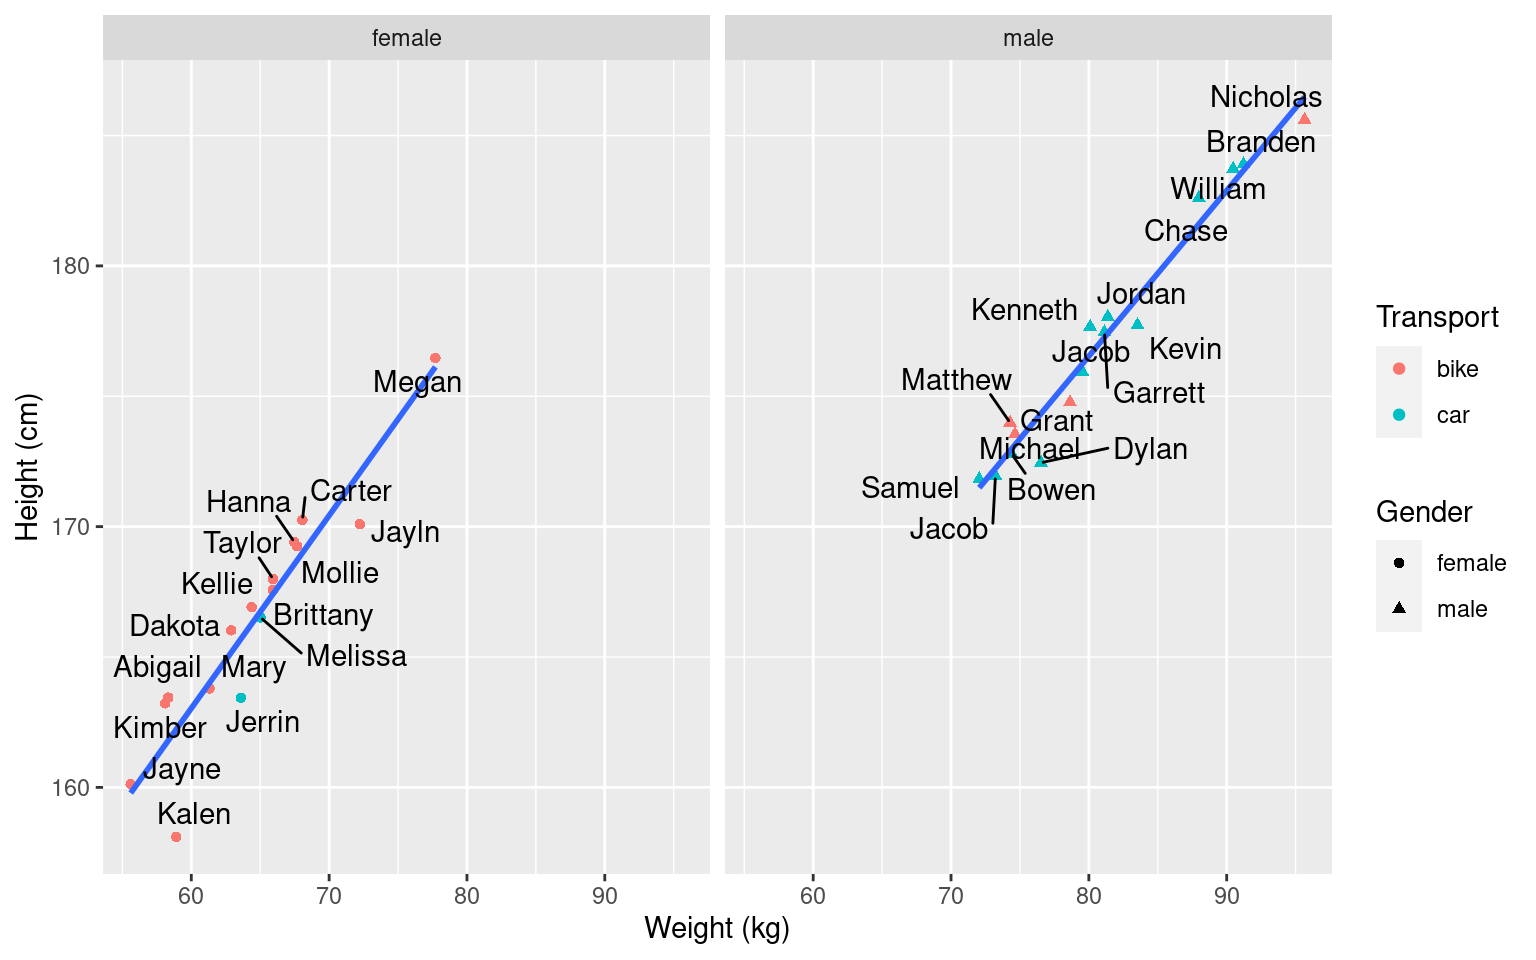 female
male
Nicholas
Branden
William
Chase
Jordan
Kenneth
Jacob
Kevin
Matthew
Garrett
Grant
Michael
Dylan
Samuel
Bowen
Jacob
Megan
Hanna
Carter
Taylor
Jayln
Kellie
Mollie
Dakota
Brittany
Melissa
Abigail
Mary
Kimber
Jerrin
Jayne
Kalen
180
170
160
Height (cm)
60
70
80
90
60
70
80
90
Weight (kg)
Transport
bike
car
Gender
female
male